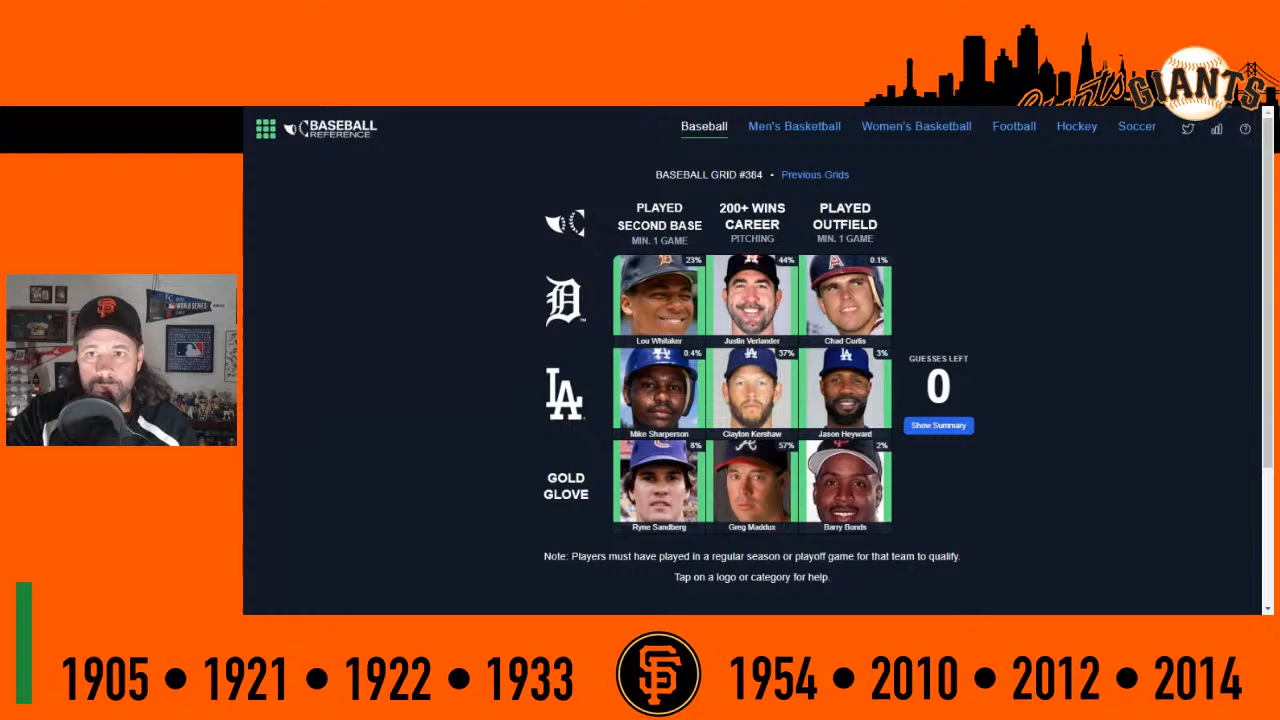 Giants
GIANTS
BASEBALL
REFERENCE
Baseball
Men's Basketball
Women's Basketball
Football
Hockey
Soccer
BASEBALL GRID #384 • Previous Grids
PLAYED
SECOND BASE
MIN. 1 GAME
200+ WINS
CAREER
PITCHING
PLAYED
OUTFIELD
MIN. 1 GAME
23%
Lou Whitaker
44%
Justin Verlander
0.1%
Chad Curtis
LA
0.4%
Mike Sharperson
37%
Clayton Kershaw
3%
Jason Heyward
GOLD
GLOVE
8%
Ryne Sandberg
57%
Greg Maddux
2%
Barry Bonds
GUESSES LEFT
0
Show Summary
Note: Players must have played in a regular season or playoff game for that team to qualify.
Tap on a logo or category for help.
1905 • 1921 • 1922 • 1933
SF
1954 • 2010 • 2012 • 2014